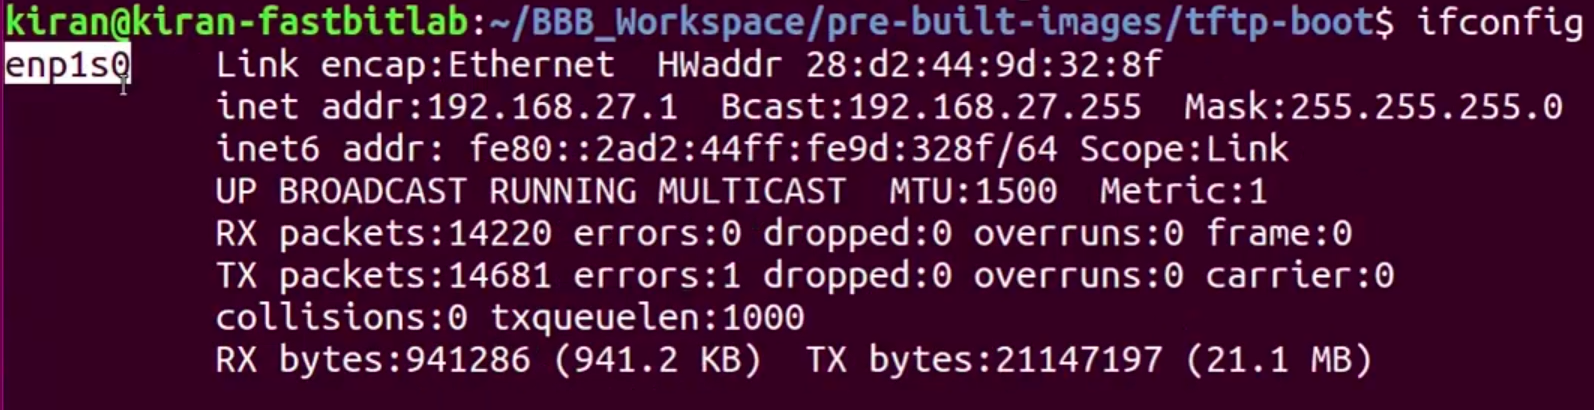 kiran@kiran-fastbitlab:~/BBB_Workspace/pre-built-images/tftp-boot$ ifconfig
enp1s0    Link encap:Ethernet  HWaddr 28:d2:44:9d:32:8f
          inet addr:192.168.27.1  Bcast:192.168.27.255  Mask:255.255.255.0
          inet6 addr: fe80::2ad2:44ff:fe9d:328f/64 Scope:Link
          UP BROADCAST RUNNING MULTICAST  MTU:1500  Metric:1
          RX packets:14220 errors:0 dropped:0 overruns:0 frame:0
          TX packets:14681 errors:1 dropped:0 overruns:0 carrier:0
          collisions:0 txqueuelen:1000
          RX bytes:941286 (941.2 KB)  TX bytes:21147197 (21.1 MB)